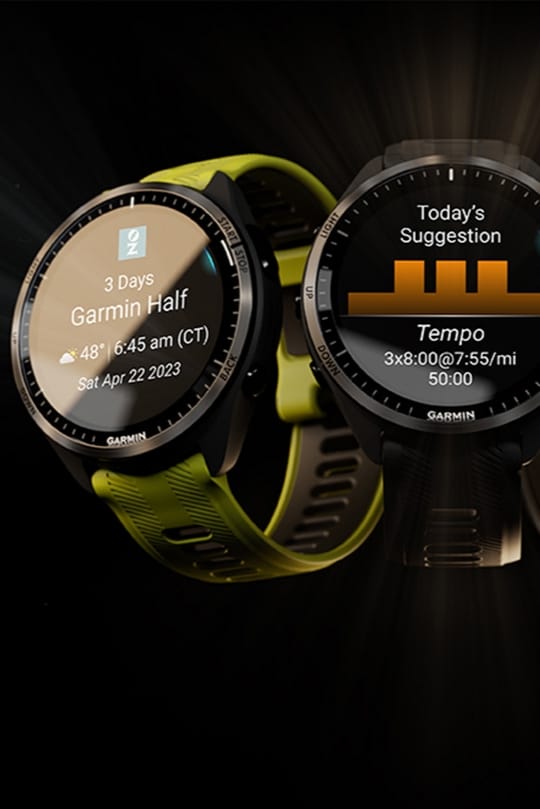 3 Days
Garmin Half
48° | 6:45 am (CT)
Sat Apr 22 2023
START STOP
BACK
GARMIN
LIGHT
UP
DOWN
Today's
Suggestion
Tempo
3x8:00@7:55/mi
50:00
GARMIN